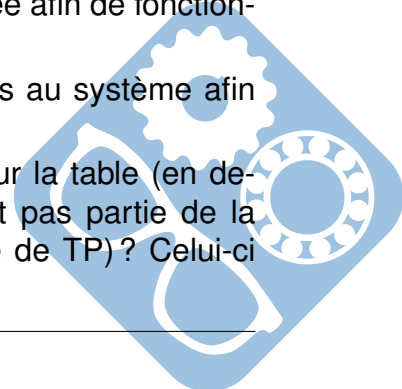 ée afin de fonction-
s au système afin
ur la table (en de-
t pas partie de la
e de TP) ? Celui-ci